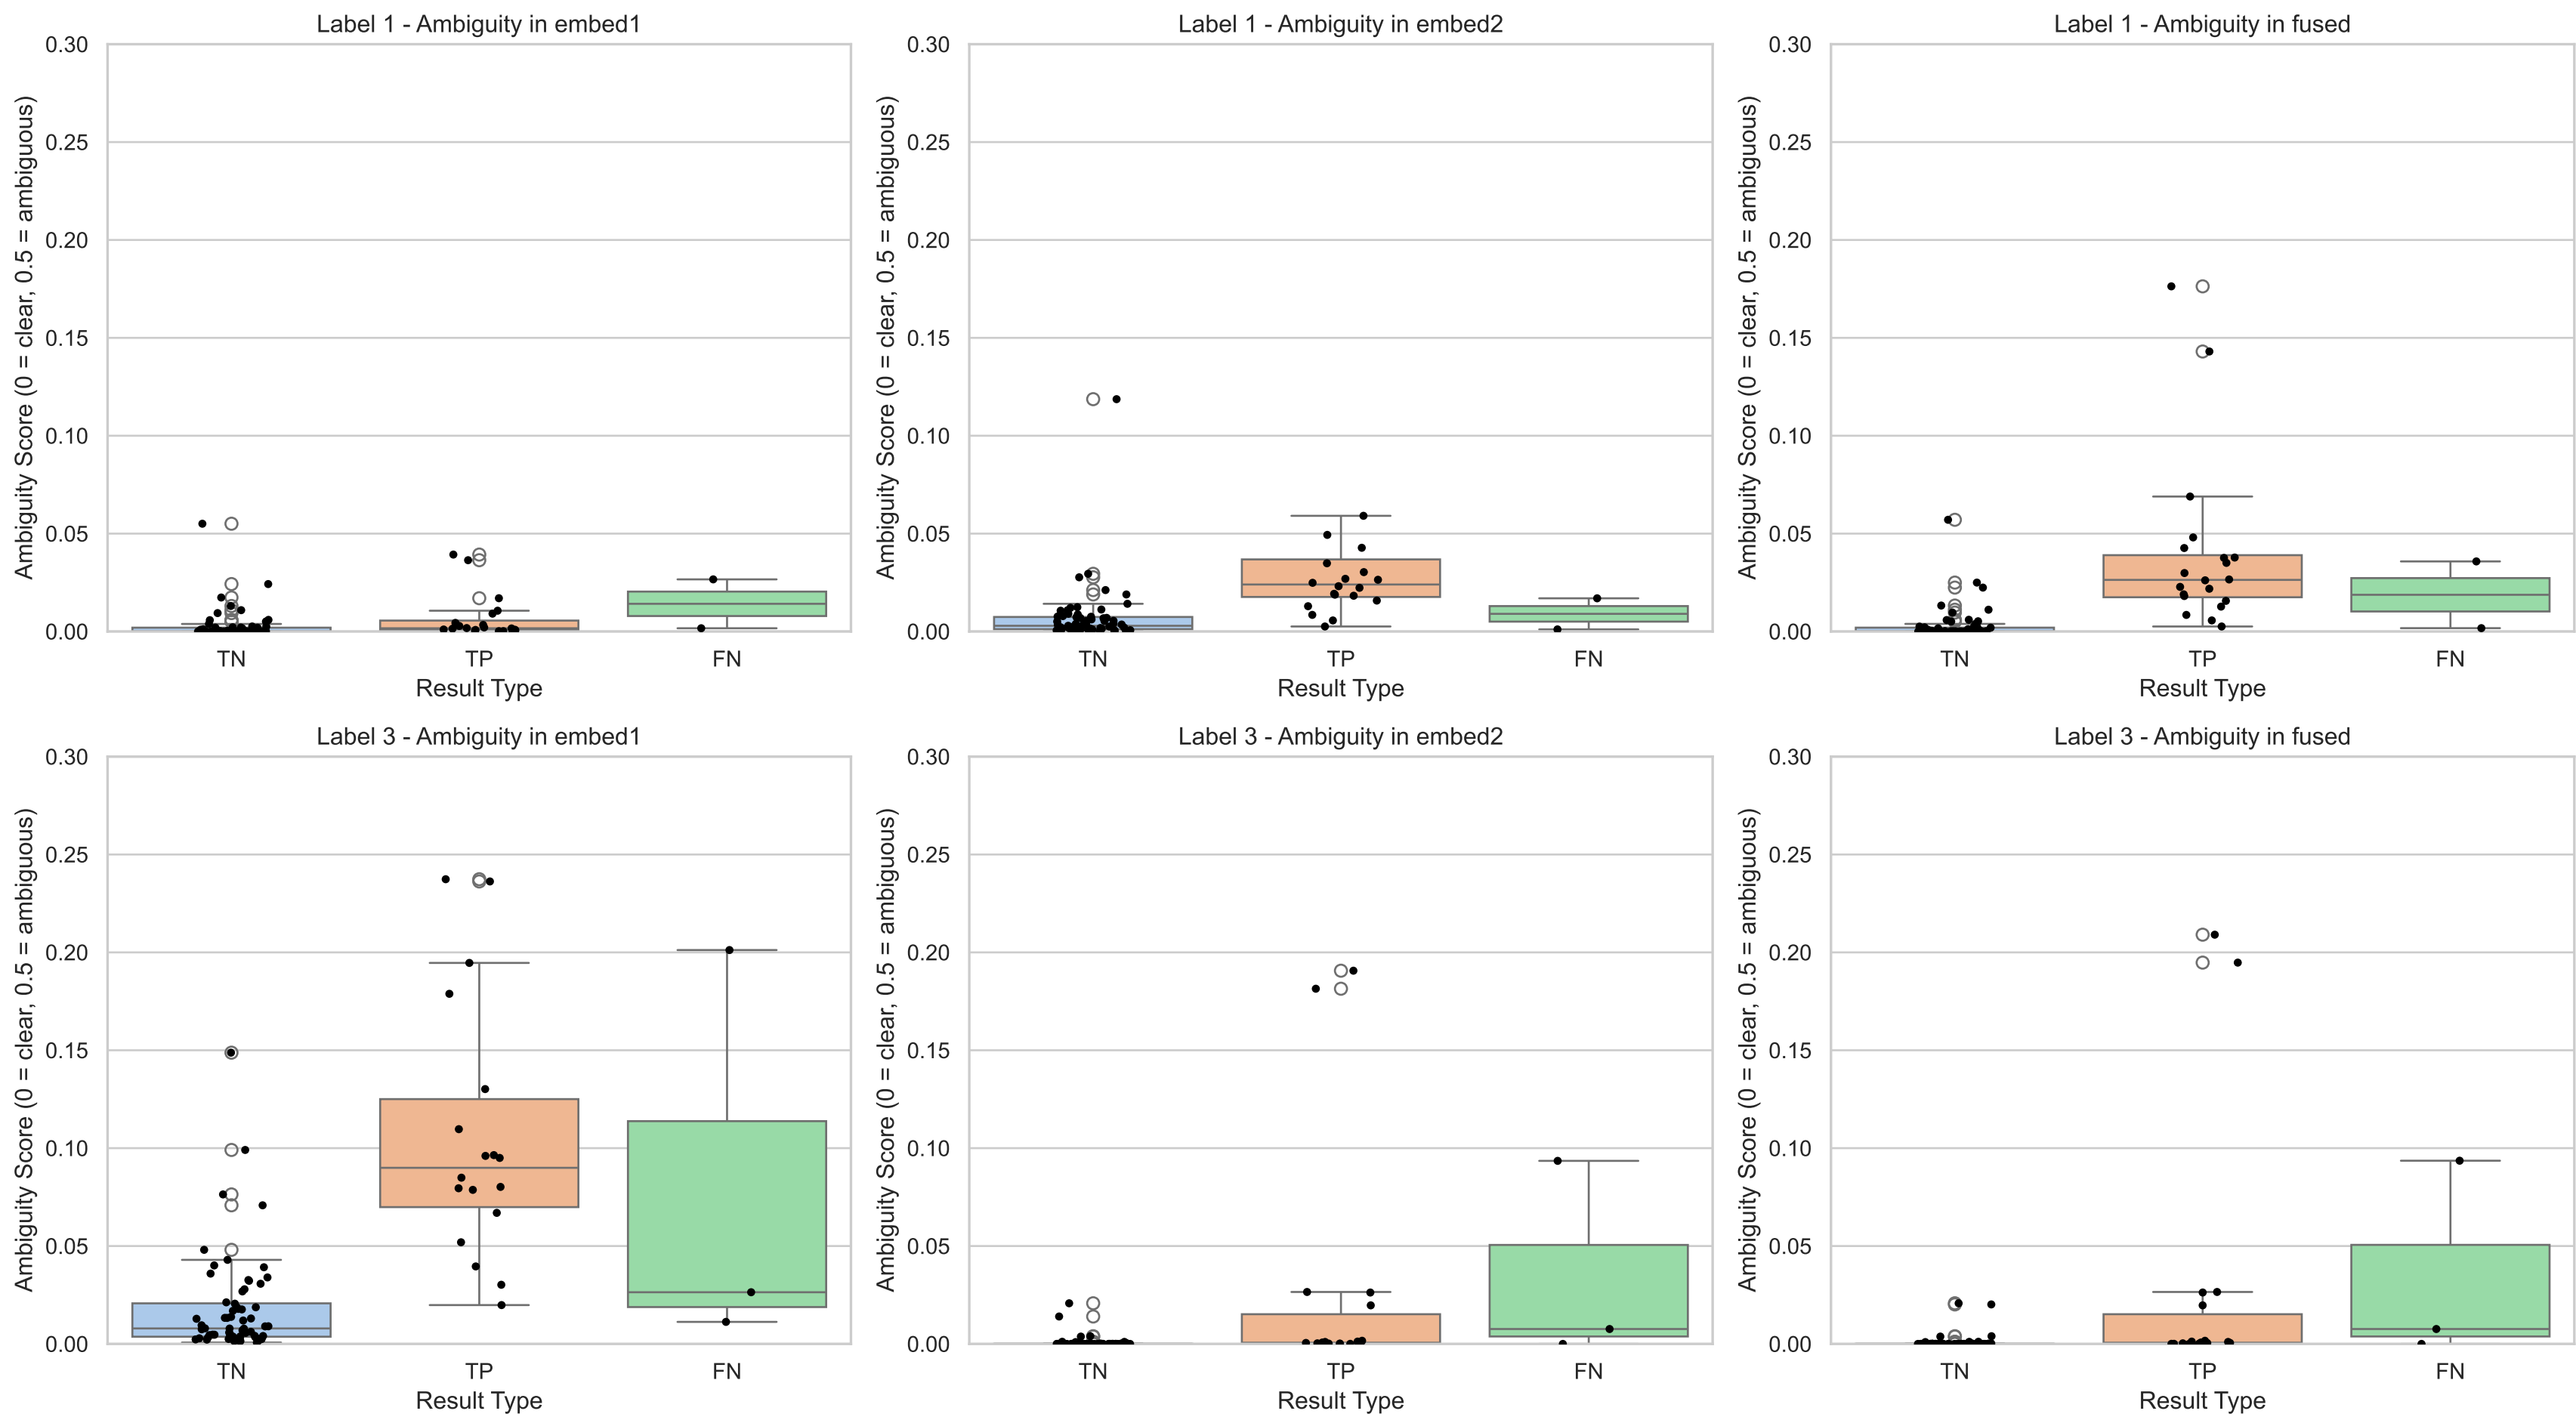 Label 1 - Ambiguity in embed1
Ambiguity Score (0 = clear, 0.5 = ambiguous)
0.30
0.25
0.20
0.15
0.10
0.05
0.00
TN TP FN
Result Type
Label 1 - Ambiguity in embed2
Ambiguity Score (0 = clear, 0.5 = ambiguous)
0.30
0.25
0.20
0.15
0.10
0.05
0.00
TN TP FN
Result Type
Label 1 - Ambiguity in fused
Ambiguity Score (0 = clear, 0.5 = ambiguous)
0.30
0.25
0.20
0.15
0.10
0.05
0.00
TN TP FN
Result Type
Label 3 - Ambiguity in embed1
Ambiguity Score (0 = clear, 0.5 = ambiguous)
0.30
0.25
0.20
0.15
0.10
0.05
0.00
TN TP FN
Result Type
Label 3 - Ambiguity in embed2
Ambiguity Score (0 = clear, 0.5 = ambiguous)
0.30
0.25
0.20
0.15
0.10
0.05
0.00
TN TP FN
Result Type
Label 3 - Ambiguity in fused
Ambiguity Score (0 = clear, 0.5 = ambiguous)
0.30
0.25
0.20
0.15
0.10
0.05
0.00
TN TP FN
Result Type